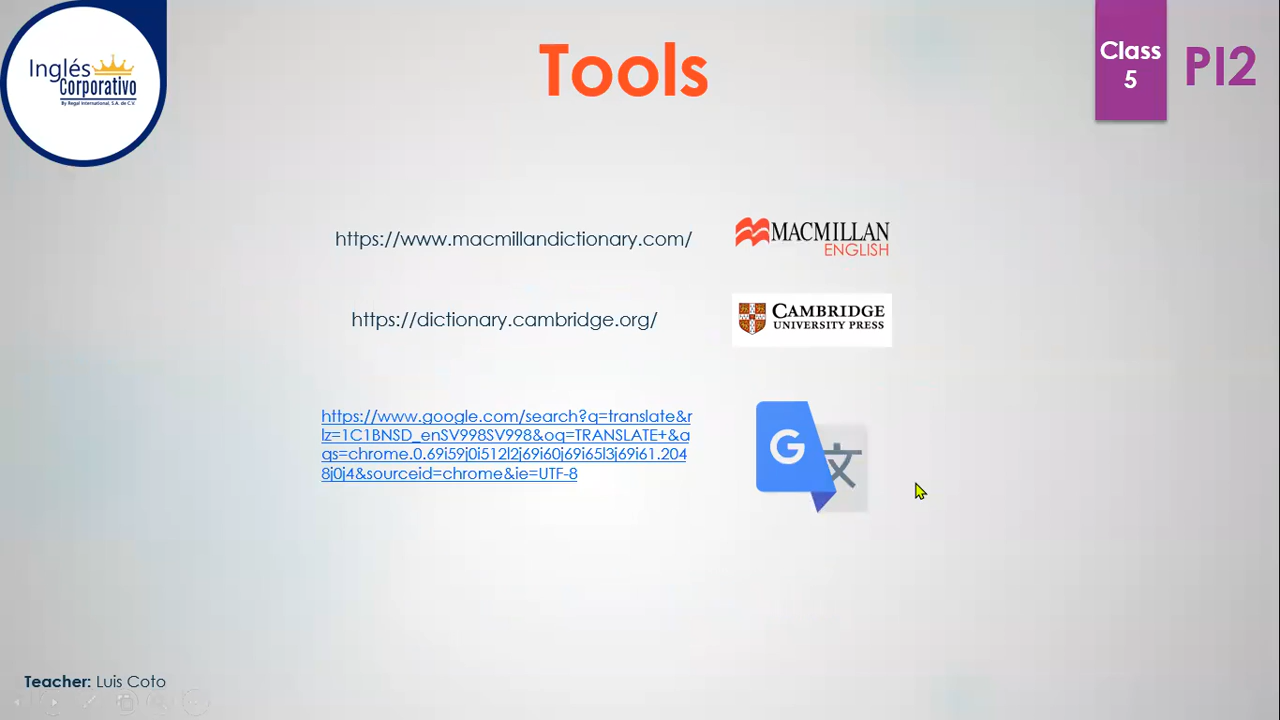 Inglés
Corporativo
By Regal International, S.A. de C.V.
Tools
Class
5
PI2
https://www.macmillandictionary.com/
MACMILLAN
ENGLISH
https://dictionary.cambridge.org/
CAMBRIDGE
UNIVERSITY PRESS
https://www.google.com/search?q=translate&r
lz=1C1BNSD_enSV998SV998&oq=TRANSLATE+&a
qs=chrome.0.69i59j0i512l2j69i60j69i65l3j69i61.204
8j0j4&sourceid=chrome&ie=UTF-8
G
文
Teacher: Luis Coto